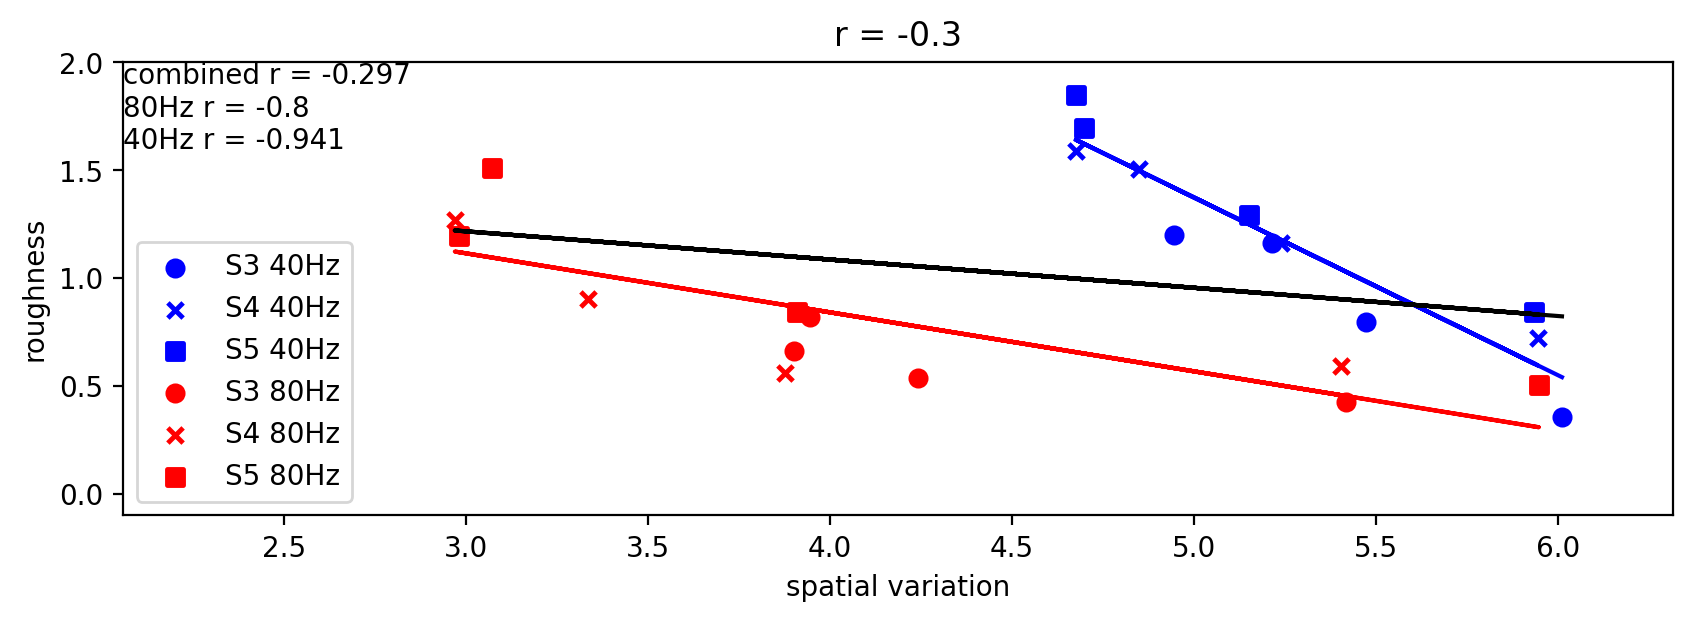 r = -0.3
combined r = -0.297
80Hz r = -0.8
40Hz r = -0.941
2.0
1.5
1.0
0.5
0.0
roughness
S3 40Hz
S4 40Hz
S5 40Hz
S3 80Hz
S4 80Hz
S5 80Hz
2.5 3.0 3.5 4.0 4.5 5.0 5.5 6.0
spatial variation